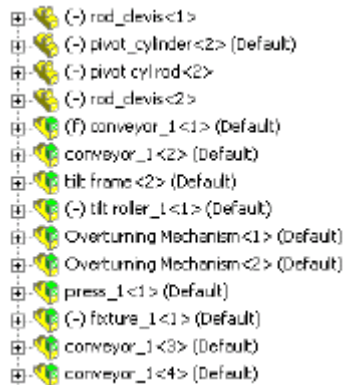 (-) rod_clevis<1>
(-) pivot_cylinder<2> (Default)
(-) pivot cyl rod<2>
(-) rod_clevis<2>
(f) conveyor_1<1> (Default)
conveyor_1<2> (Default)
tilt frame<2> (Default)
(-) tilt roller_1<1> (Default)
Overturning Mechanism<1> (Default)
Overturning Mechanism<2> (Default)
press_1<1> (Default)
(-) fixture_1<1> (Default)
conveyor_1<3> (Default)
conveyor_1<4> (Default)